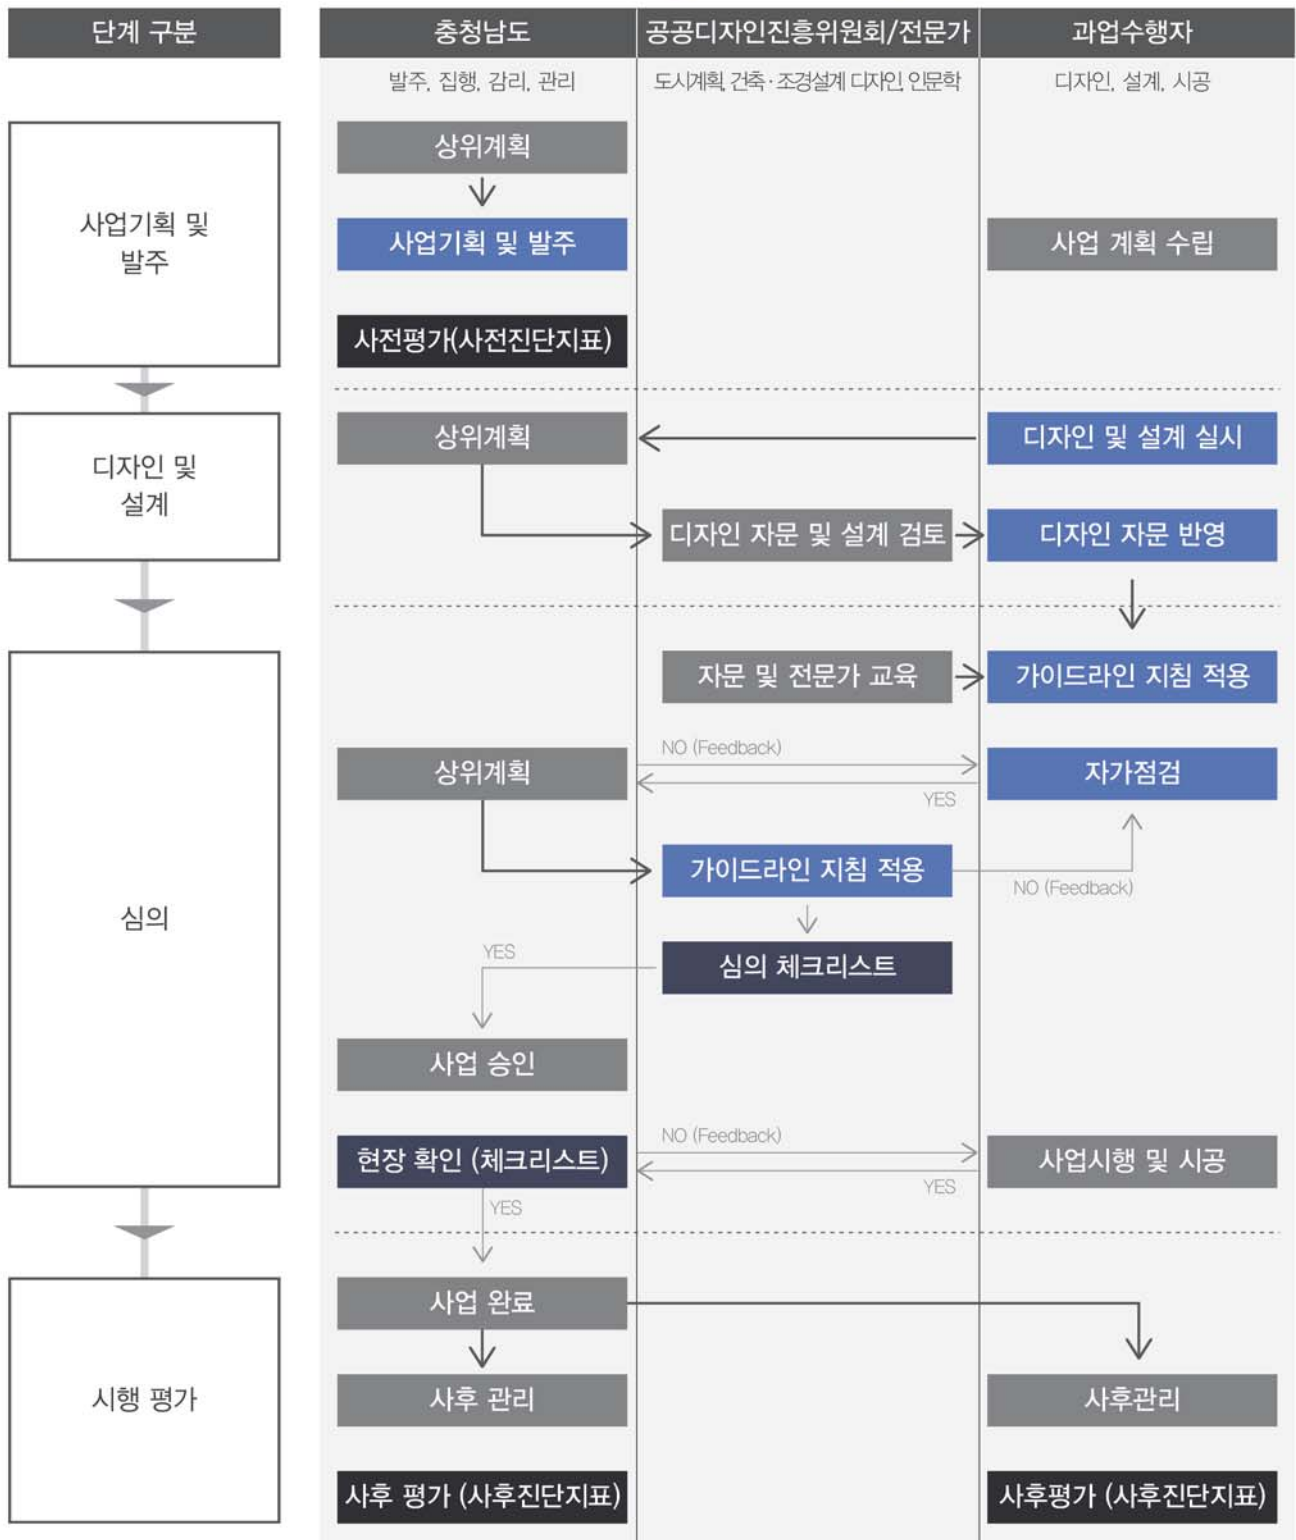 단계 구분
충청남도
공공디자인진흥위원회/전문가
과업수행자
발주, 집행, 감리, 관리
도시계획, 건축·조경설계 디자인, 인문학
디자인, 설계, 시공
사업기획 및
발주
상위계획
사업기획 및 발주
사업 계획 수립
사전평가(사전진단지표)
디자인 및
설계
상위계획
디자인 및 설계 실시
디자인 자문 및 설계 검토
디자인 자문 반영
심의
자문 및 전문가 교육
가이드라인 지침 적용
상위계획
NO (Feedback)
YES
자가점검
가이드라인 지침 적용
NO (Feedback)
심의 체크리스트
YES
사업 승인
현장 확인 (체크리스트)
NO (Feedback)
YES
사업시행 및 시공
YES
시행 평가
사업 완료
사후 관리
사후관리
사후 평가 (사후진단지표)
사후평가 (사후진단지표)